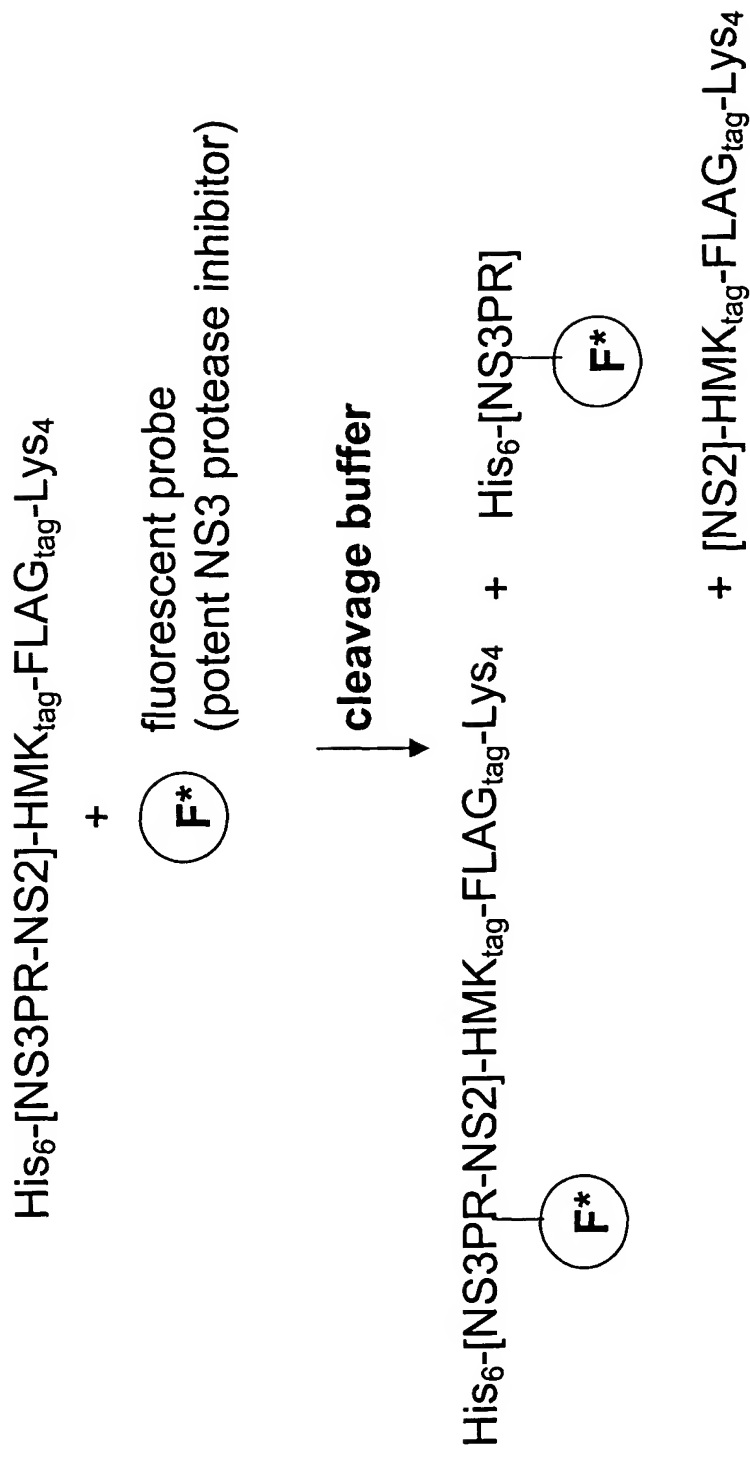 His₆-[NS3PR-NS2]-HMKtag-FLAGtag-Lys₄
+
F*
fluorescent probe
(potent NS3 protease inhibitor)
cleavage buffer
His₆-[NS3PR-NS2]-HMKtag-FLAGtag-Lys₄ + His₆-[NS3PR]
F*
F*
+ [NS2]-HMKtag-FLAGtag-Lys₄